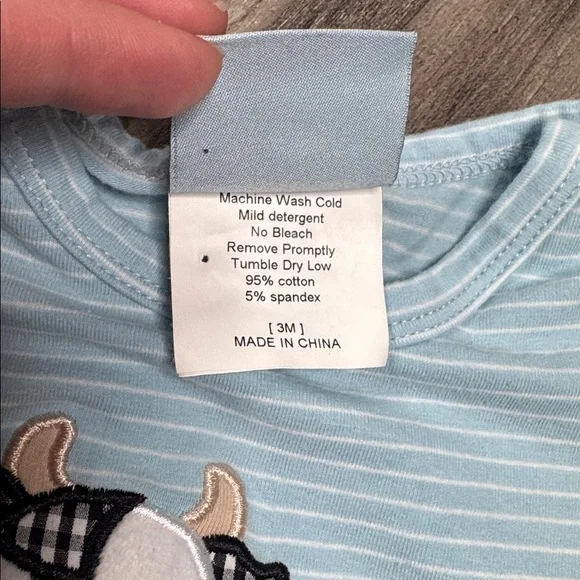 Machine Wash Cold
Mild detergent
No Bleach
Remove Promptly
Tumble Dry Low
95% cotton
5% spandex
[ 3M ]
MADE IN CHINA